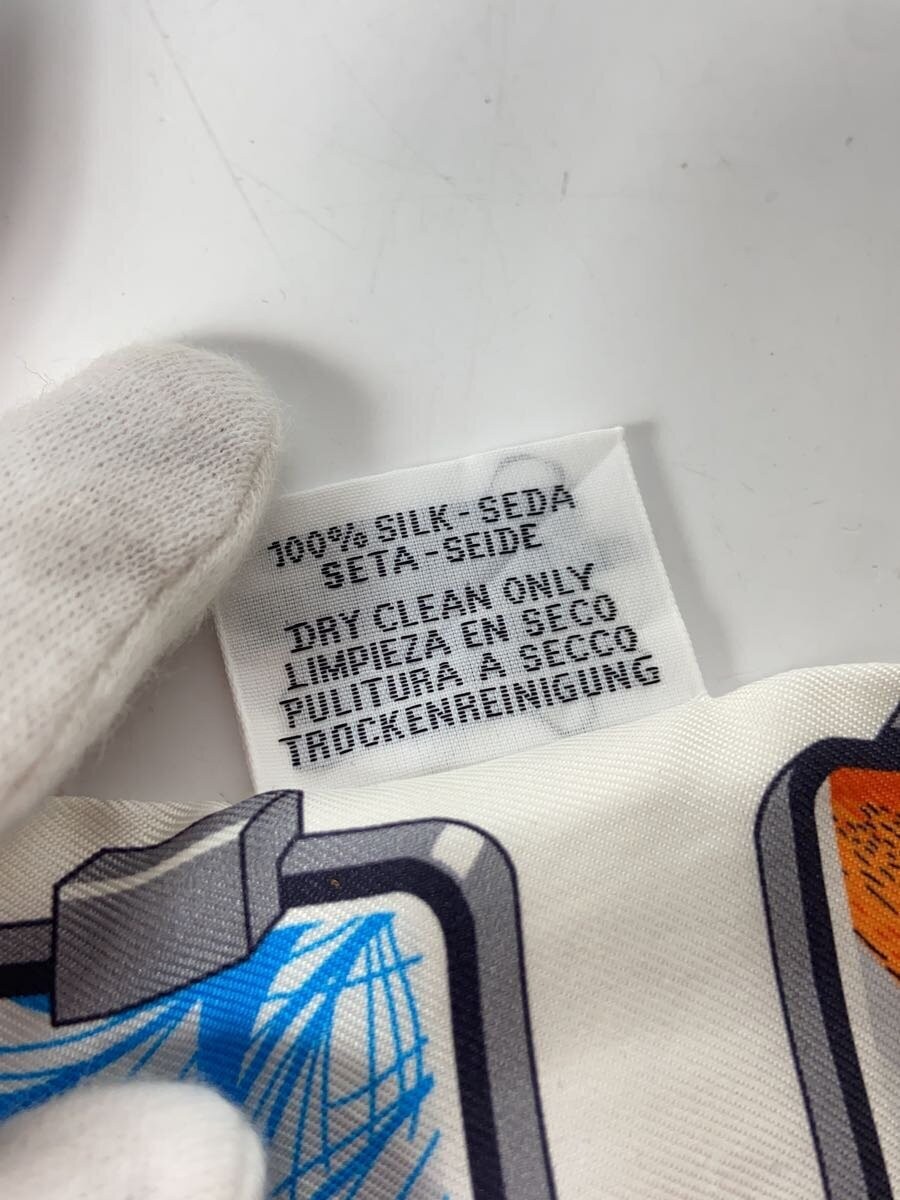 100% SILK-SEDA
SETA-SEIDE
DRY CLEAN ONLY
LIMPIEZA EN SECO
PULITURA A SECCO
TROCKENREINIGUNG